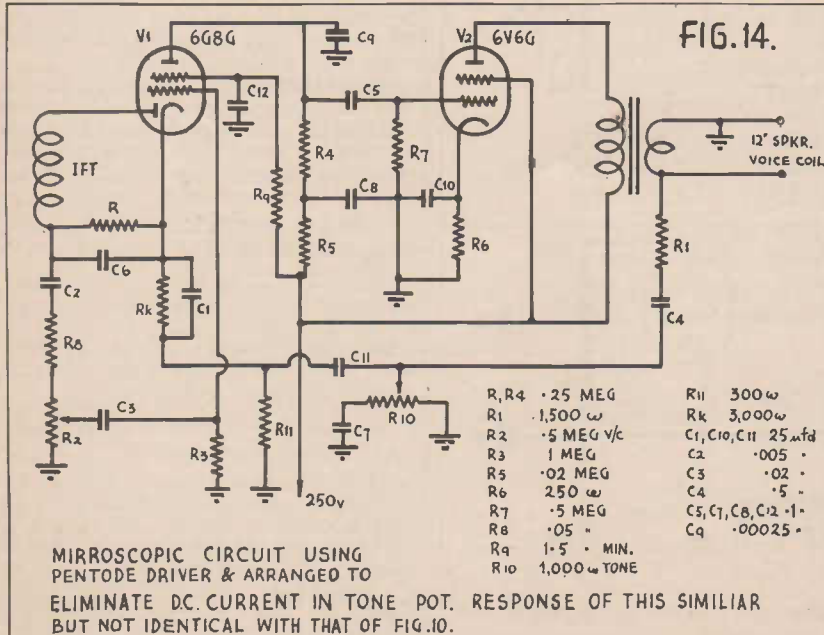 V1
6G8G
C9
V2
6V6G
FIG.14.
C12
C5
IFT
R4
R7
12" SPKR.
VOICE COIL
R
R9
C8
C10
R5
R6
R1
C6
C2
Rk
C1
C4
R8
C11
C3
R2
R11
R10
C7
R3
250v
R, R4 .25 MEG
R1 1,500 ω
R2 .5 MEG V/C
R3 1 MEG
R5 .02 MEG
R6 250 ω
R7 .5 MEG
R8 .05 "
R9 1.5 " MIN.
R10 1,000 ω TONE
R11 300 ω
Rk 3,000 ω
C1, C10, C11 25 μfd
C2 .005 "
C3 .02 "
C4 .5 "
C5, C7, C8, C12 .1 "
C9 .00025 "
MIRROSCOPIC CIRCUIT USING
PENTODE DRIVER & ARRANGED TO
ELIMINATE D.C. CURRENT IN TONE POT. RESPONSE OF THIS SIMILIAR
BUT NOT IDENTICAL WITH THAT OF FIG.10.